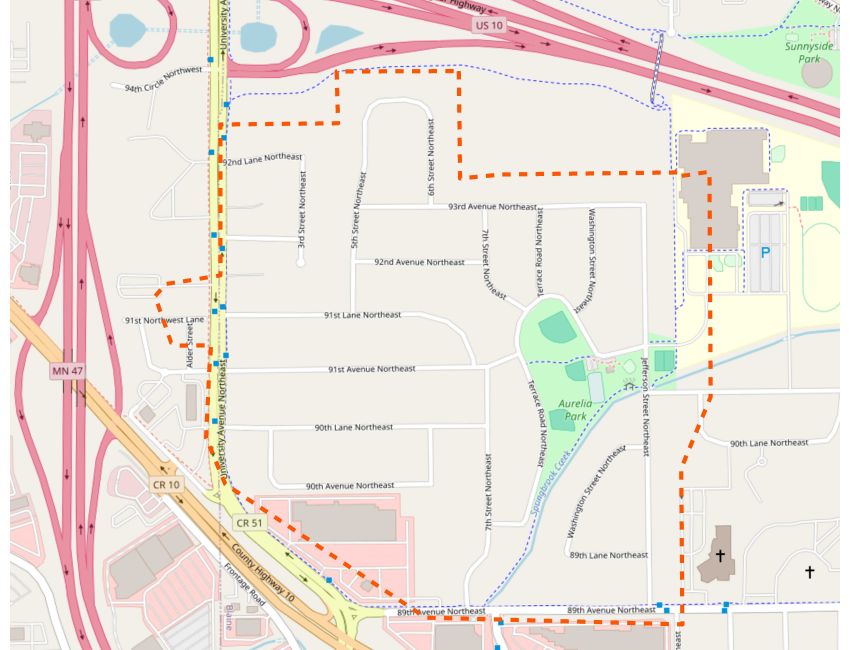 US 10
Sunnyside
Park
94th Circle Northwest
92nd Lane Northeast
3rd Street Northeast
5th Street Northeast
6th Street Northeast
93rd Avenue Northeast
7th Street Northeast
Terrace Road Northeast
Washington Street Northeast
P
92nd Avenue Northeast
91st Northwest Lane
91st Lane Northeast
Alder Street
MN 47
91st Avenue Northeast
University Avenue Northeast
Terrace Road Northeast
Jefferson Street Northeast
Aurelia
Park
90th Lane Northeast
90th Lane Northeast
7th Street Northeast
Springbrook Creek
Washington Street Northeast
CR 10
90th Avenue Northeast
CR 51
County Highway 10
Frontage Road
89th Lane Northeast
Blaine
89th Avenue Northeast
89th Avenue Northeast